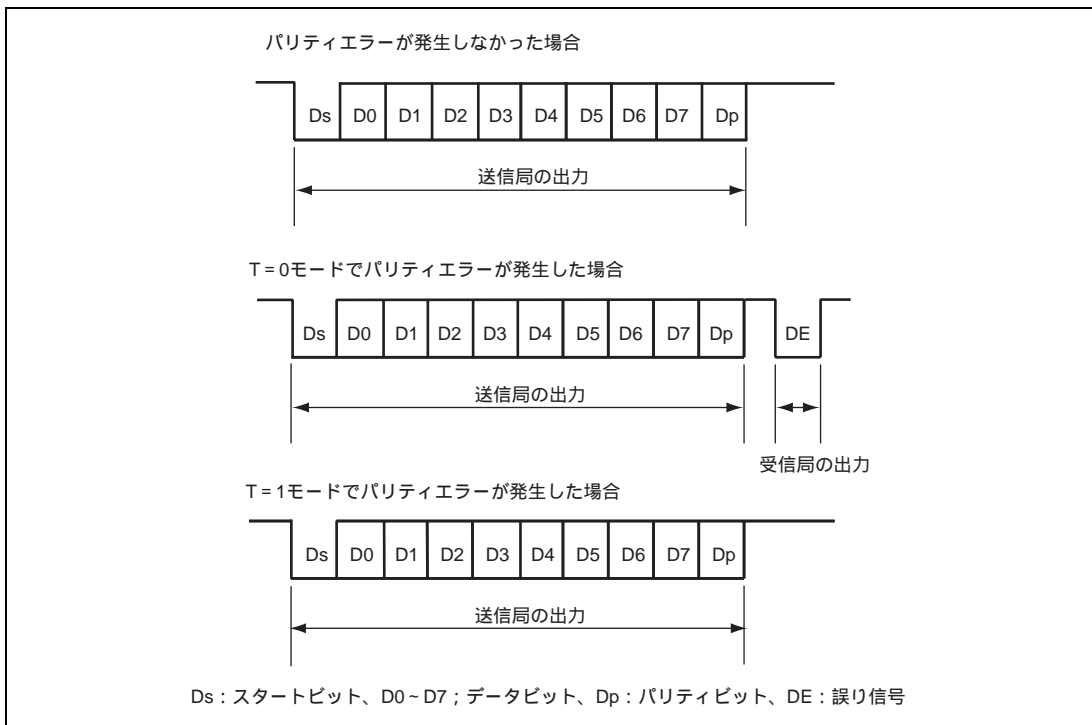 パリティエラーが発生しなかった場合
Ds D0 D1 D2 D3 D4 D5 D6 D7 Dp
送信局の出力
T = 0モードでパリティエラーが発生した場合
Ds D0 D1 D2 D3 D4 D5 D6 D7 Dp DE
送信局の出力
受信局の出力
T = 1モードでパリティエラーが発生した場合
Ds D0 D1 D2 D3 D4 D5 D6 D7 Dp
送信局の出力
Ds：スタートビット、D0～D7；データビット、Dp：パリティビット、DE：誤り信号